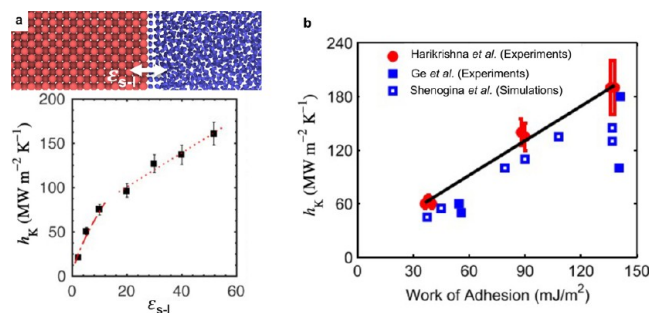 a
εs-l
hK (MW m−2 K−1)
200
150
100
50
0
0 20 40 60
εs-l
b
240
180
120
60
0
hK (MW m−2 K−1)
Harikrishna et al. (Experiments)
Ge et al. (Experiments)
Shenogina et al. (Simulations)
0 30 60 90 120 150
Work of Adhesion (mJ/m2)